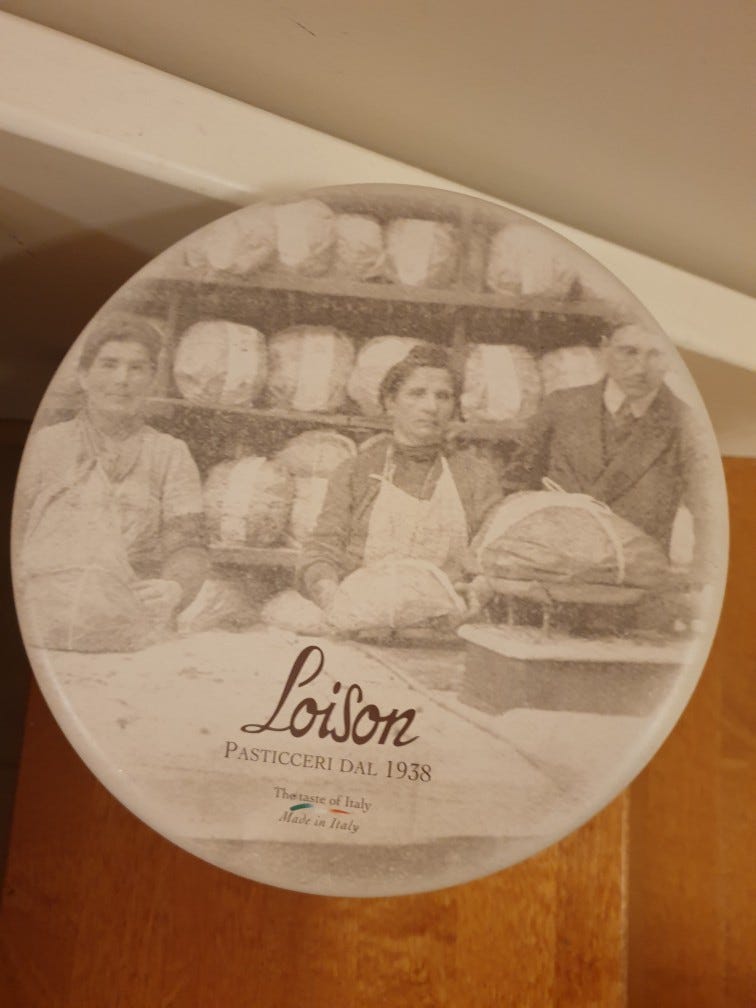 Loison
PASTICCERI DAL 1938
The taste of Italy
Made in Italy